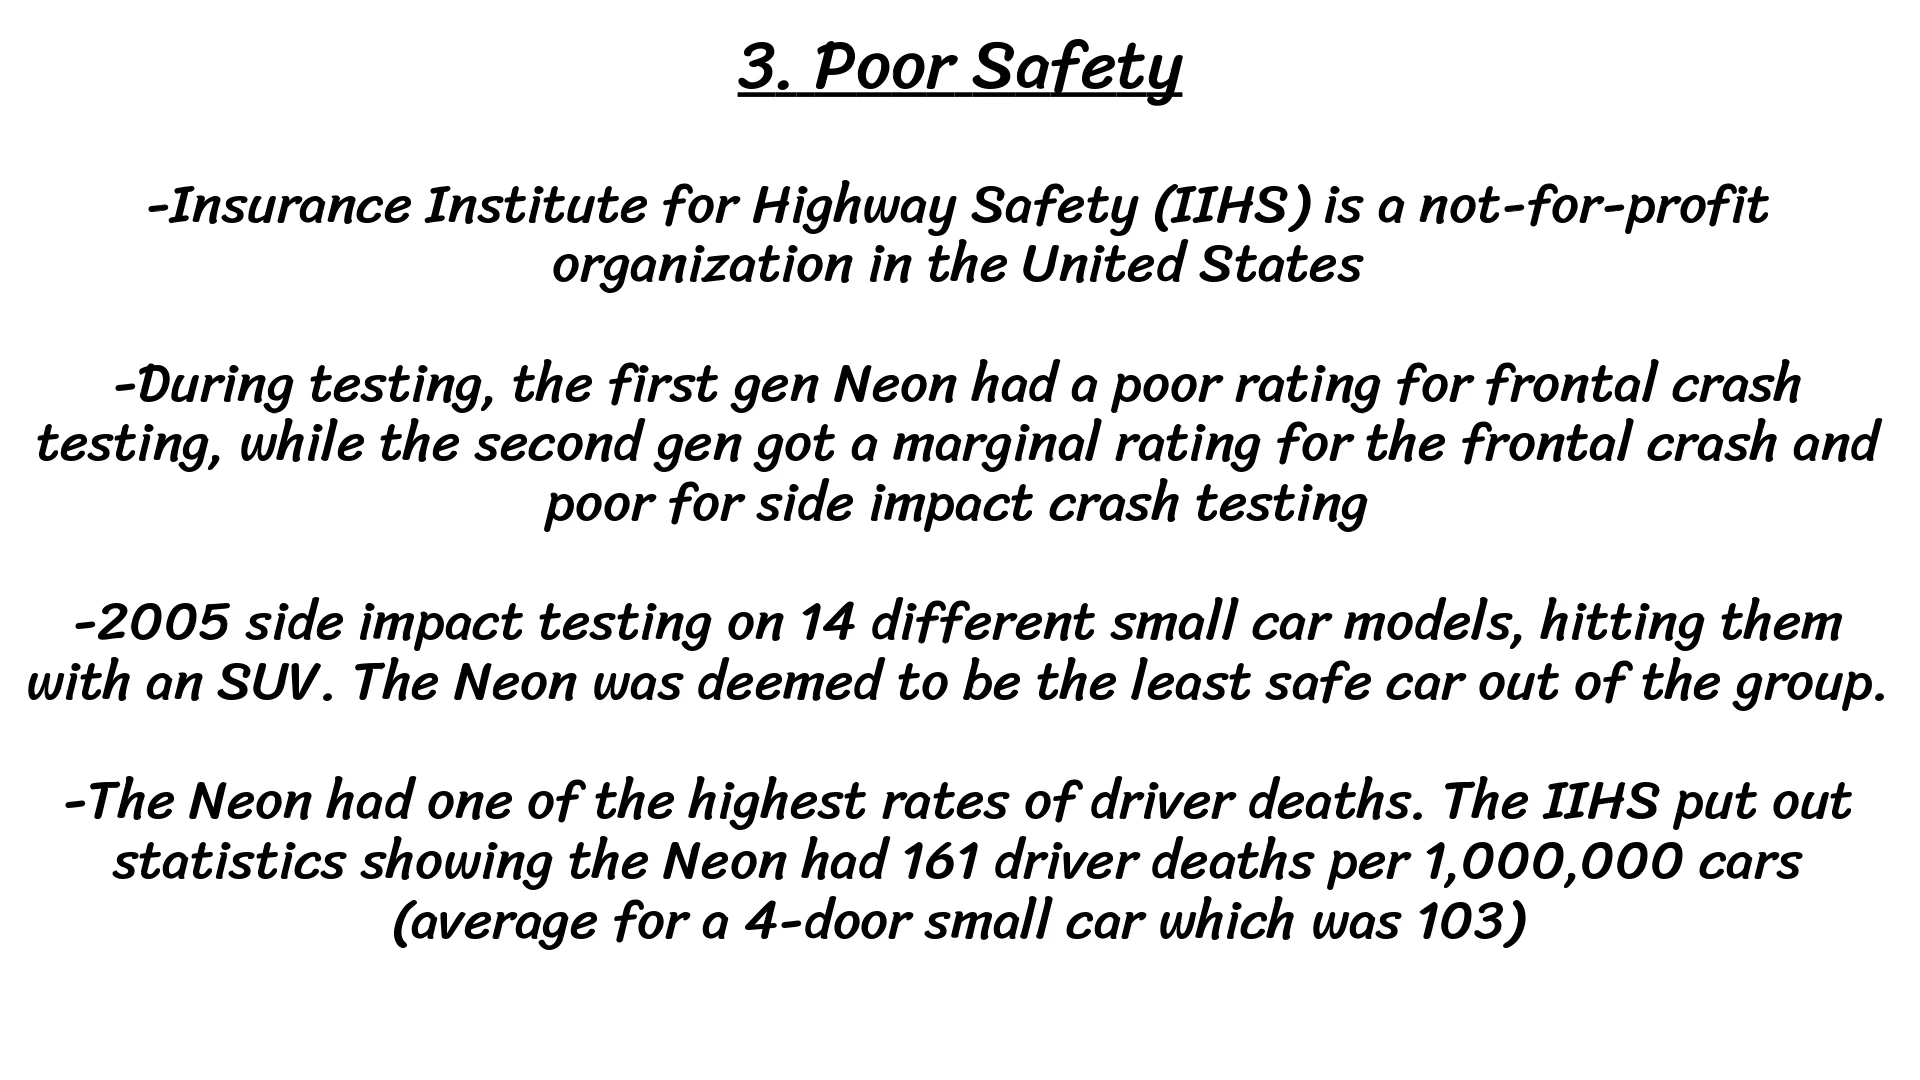 3. Poor Safety
-Insurance Institute for Highway Safety (IIHS) is a not-for-profit
organization in the United States
-During testing, the first gen Neon had a poor rating for frontal crash
testing, while the second gen got a marginal rating for the frontal crash and
poor for side impact crash testing
-2005 side impact testing on 14 different small car models, hitting them
with an SUV. The Neon was deemed to be the least safe car out of the group.
-The Neon had one of the highest rates of driver deaths. The IIHS put out
statistics showing the Neon had 161 driver deaths per 1,000,000 cars
(average for a 4-door small car which was 103)